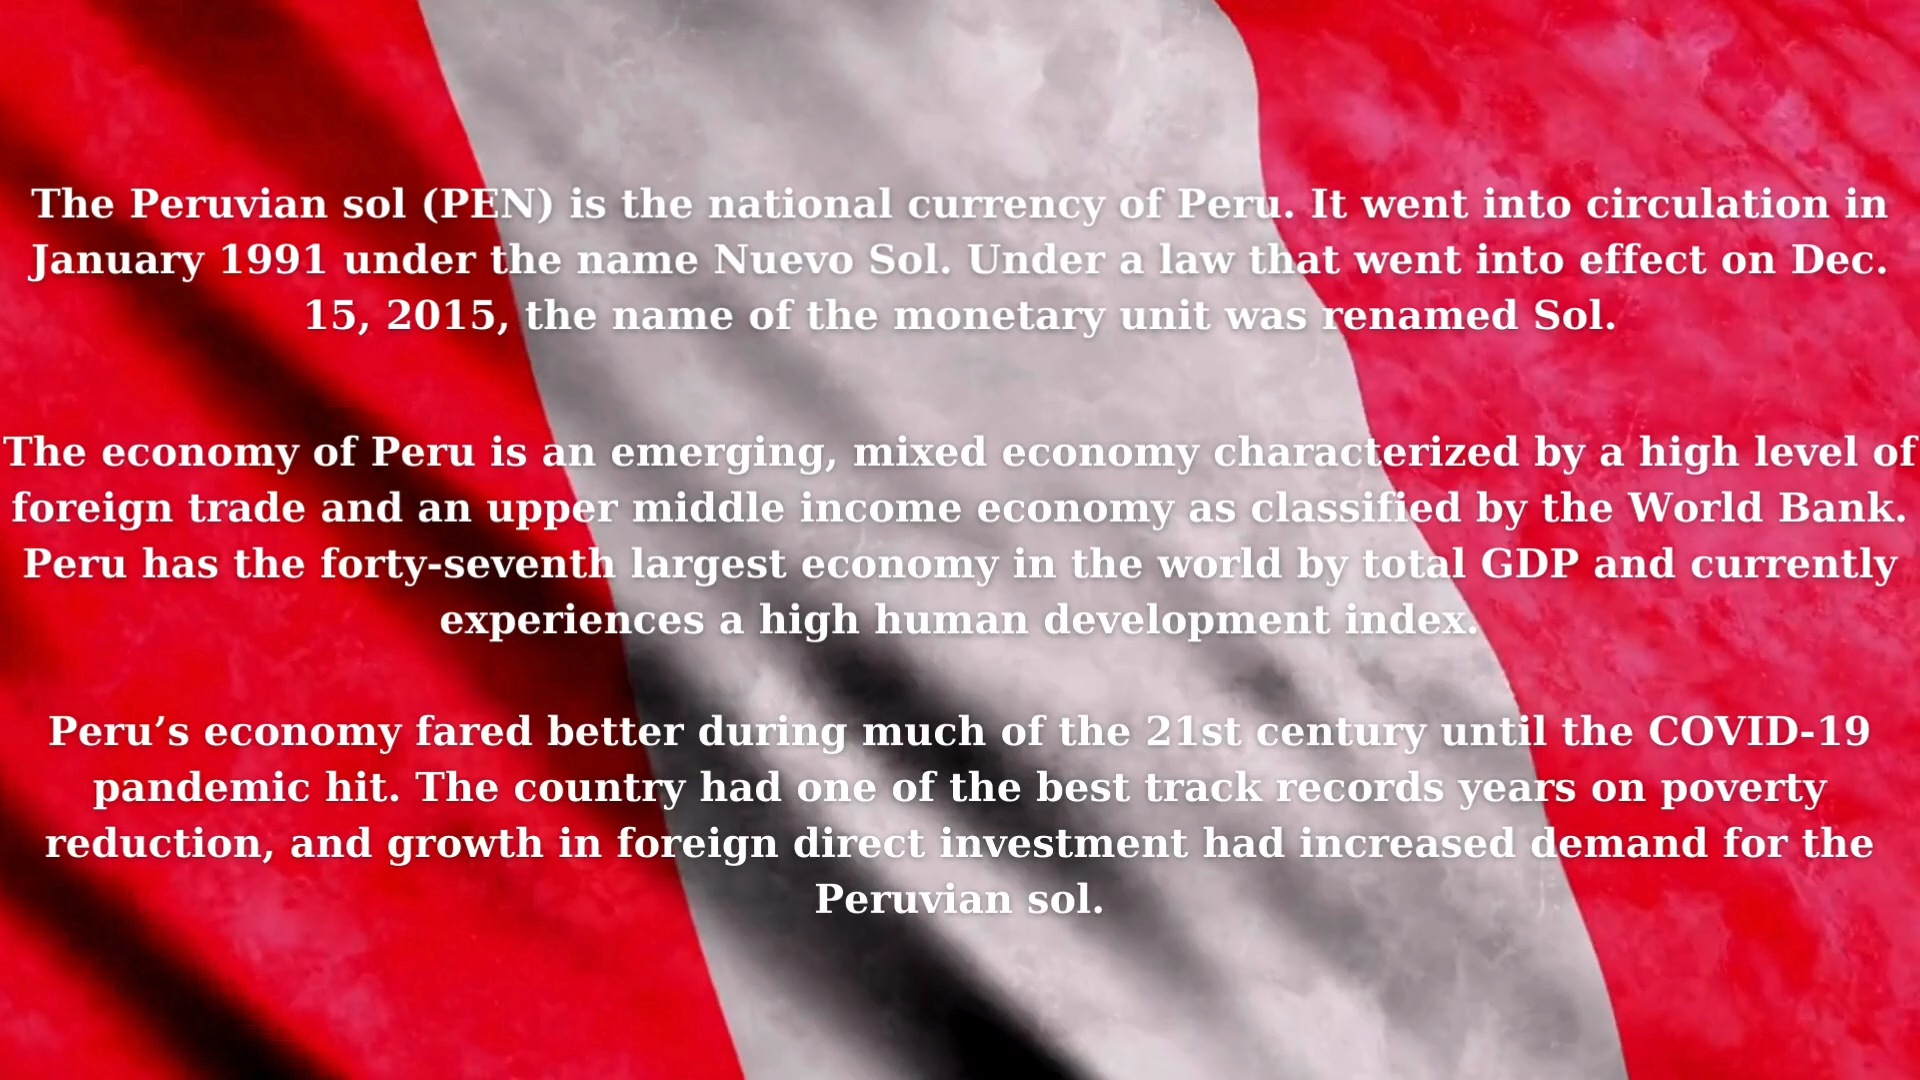 The Peruvian sol (PEN) is the national currency of Peru. It went into circulation in
January 1991 under the name Nuevo Sol. Under a law that went into effect on Dec.
15, 2015, the name of the monetary unit was renamed Sol.
The economy of Peru is an emerging, mixed economy characterized by a high level of
foreign trade and an upper middle income economy as classified by the World Bank.
Peru has the forty-seventh largest economy in the world by total GDP and currently
experiences a high human development index.
Peru’s economy fared better during much of the 21st century until the COVID-19
pandemic hit. The country had one of the best track records years on poverty
reduction, and growth in foreign direct investment had increased demand for the
Peruvian sol.